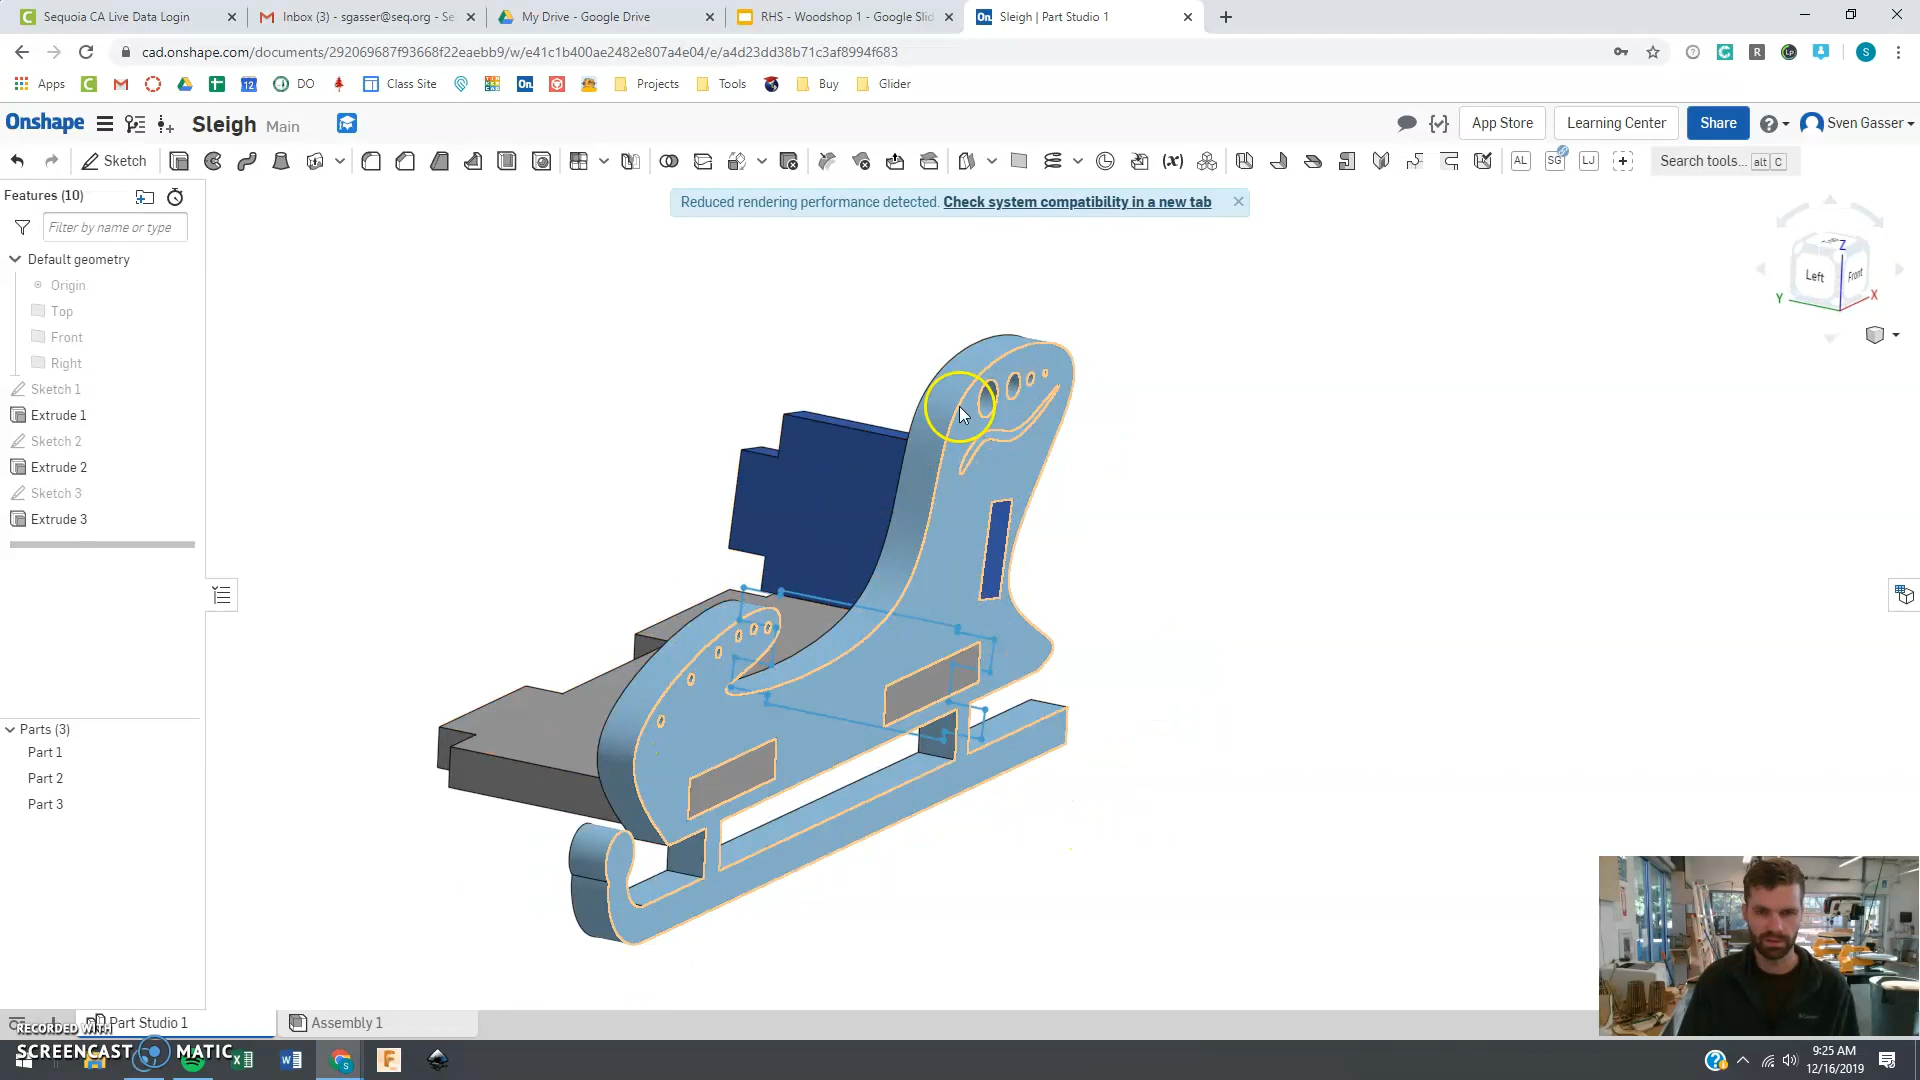 Sequoia CA Live Data Login
Inbox (3) - sgasser@seq.org - Se
My Drive - Google Drive
RHS - Woodshop 1 - Google Slid
On. Sleigh | Part Studio 1
cad.onshape.com/documents/292069687f93668f22eaebb9/w/e41c1b400ae2482e807a4e04/e/a4d23dd38b71c3af8994f683
Apps
DO
Class Site
On.
Projects
Tools
Buy
Glider
Onshape
Sleigh Main
App Store
Learning Center
Share
Sven Gasser
Sketch
AL
SG
LJ
Search tools... alt C
Features (10)
Reduced rendering performance detected. Check system compatibility in a new tab
Filter by name or type
Default geometry
Origin
Top
Front
Right
Sketch 1
Extrude 1
Sketch 2
Extrude 2
Sketch 3
Extrude 3
Z
Left
Front
Y
X
Parts (3)
Part 1
Part 2
Part 3
Part Studio 1
Assembly 1
RECORDED WITH
SCREENCAST MATIC
9:25 AM
12/16/2019